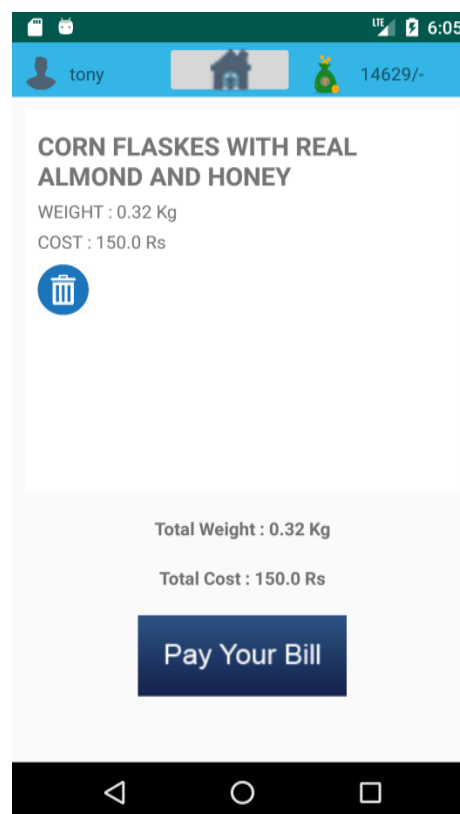 LTE 6:05
tony 14629/-
CORN FLASKES WITH REAL
ALMOND AND HONEY
WEIGHT : 0.32 Kg
COST : 150.0 Rs
Total Weight : 0.32 Kg
Total Cost : 150.0 Rs
Pay Your Bill